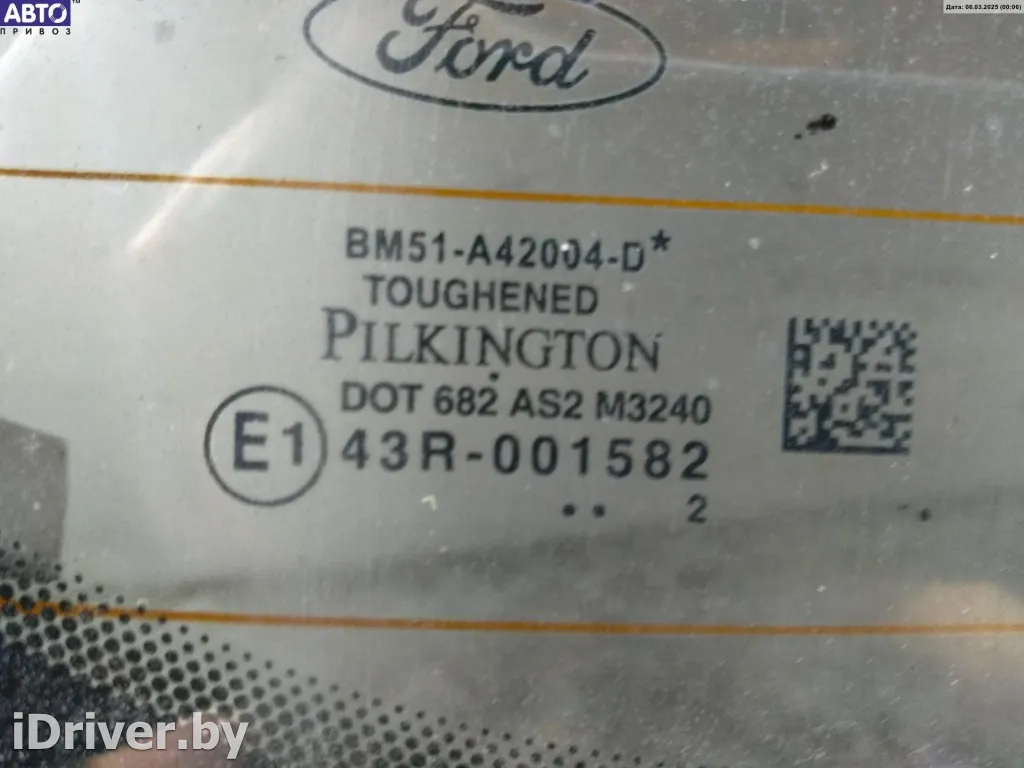 АВТО™
ПРИВОЗ
Дата: 06.03.2025 (00:06)
Ford
BM51-A42004-D*
TOUGHENED
PILKINGTON
DOT 682 AS2 M3240
E1 43R-001582
.. 2
iDriver.by